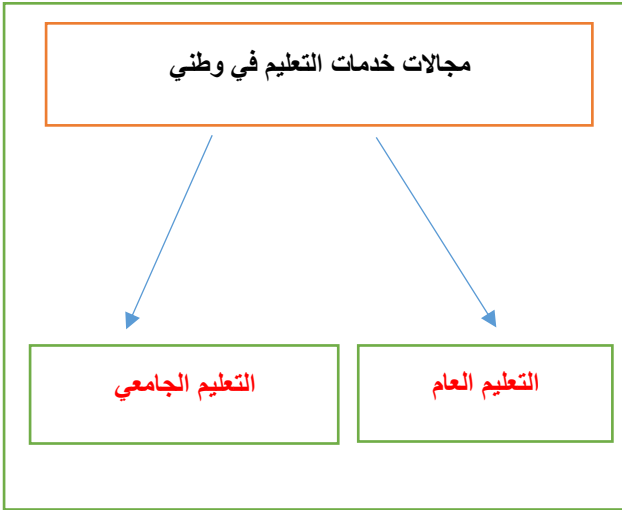 مجالات خدمات التعليم في وطني
التعليم العام
التعليم الجامعي